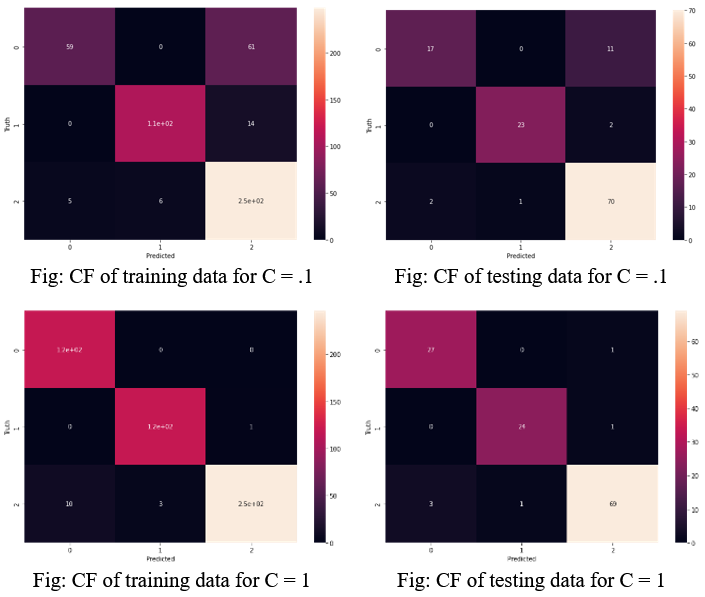 59 0 61
0 1.1e+02 14
5 6 2.5e+02
0 1 2
Truth
0 1 2
Predicted
200
150
100
50
0
Fig: CF of training data for C = .1
17 0 11
0 23 2
2 1 70
0 1 2
Truth
0 1 2
Predicted
70
60
50
40
30
20
10
0
Fig: CF of testing data for C = .1
1.2e+02 0 0
0 1.2e+02 1
10 3 2.5e+02
0 1 2
Truth
0 1 2
Predicted
200
150
100
50
0
Fig: CF of training data for C = 1
27 0 1
0 24 1
3 1 69
0 1 2
Truth
0 1 2
Predicted
60
50
40
30
20
10
0
Fig: CF of testing data for C = 1